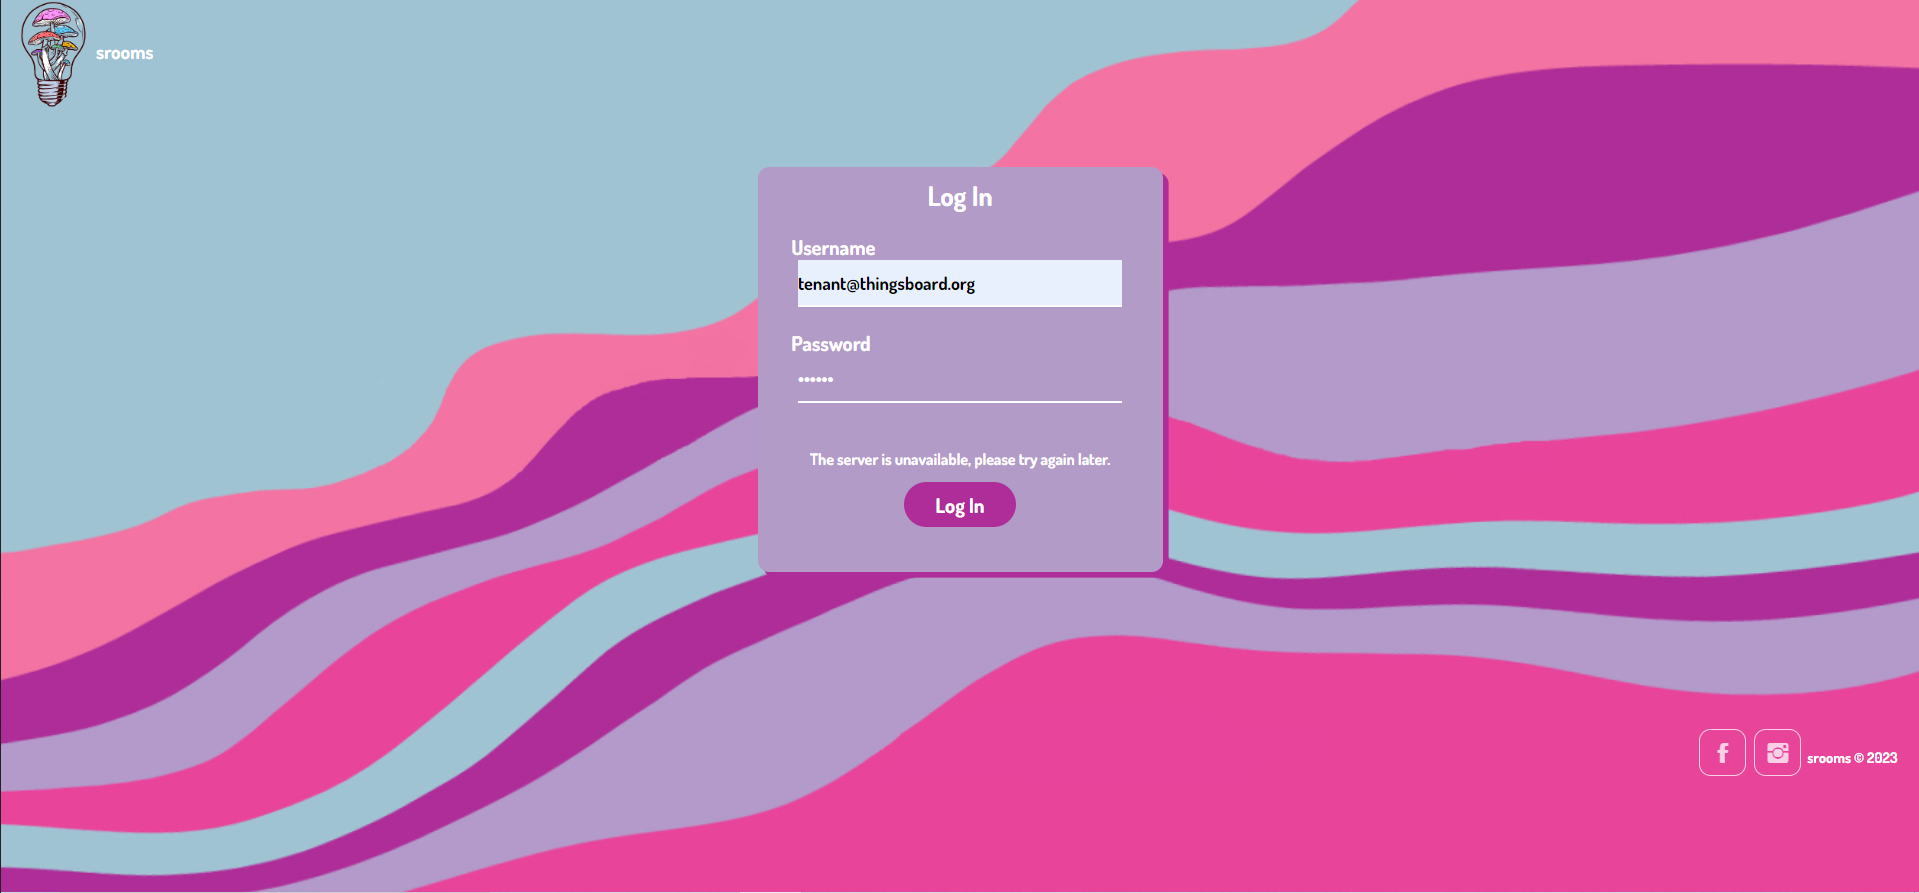 srooms
Log In
Username
tenant@thingsboard.org
Password
••••••
The server is unavailable, please try again later.
Log In
srooms © 2023